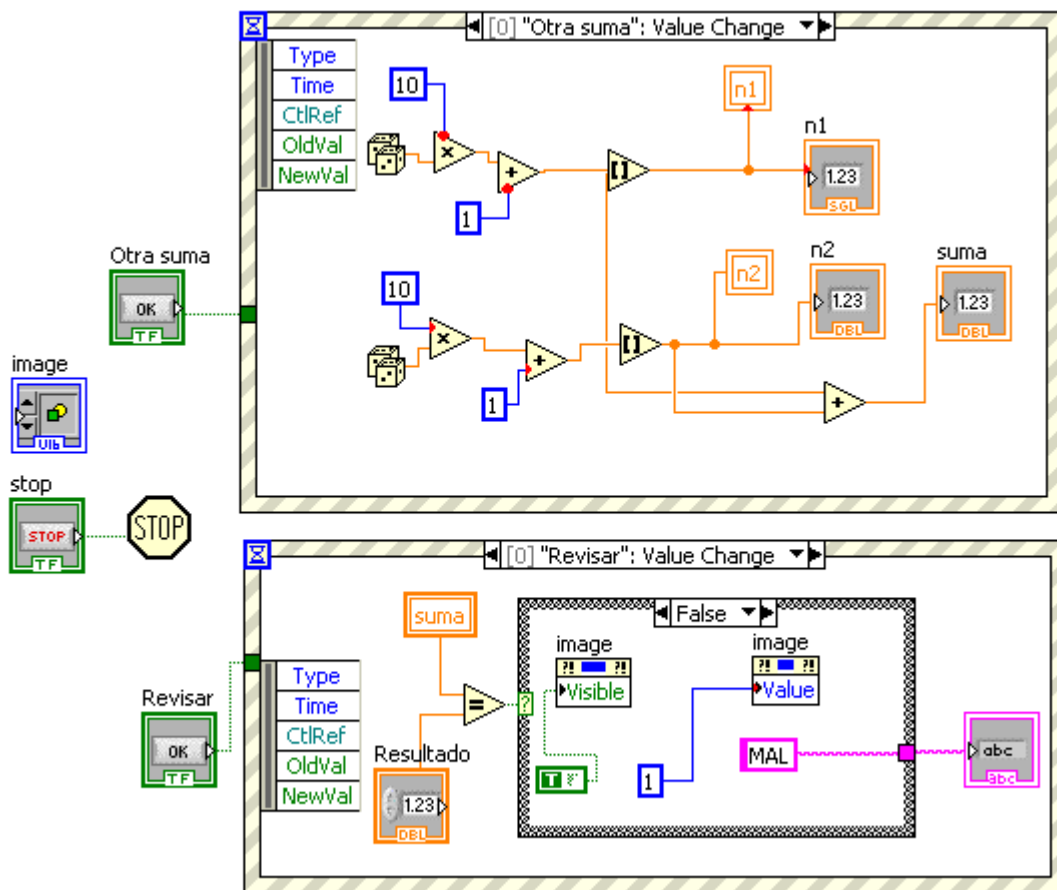 [0] "Otra suma": Value Change
Type
Time
CtlRef
OldVal
NewVal
10
1
n1
n1
1.23
SGL
Otra suma
OK
TF
10
1
n2
n2
1.23
DBL
suma
1.23
DBL
image
UIb
stop
STOP
TF
STOP
[0] "Revisar": Value Change
suma
False
image
Visible
image
Value
Type
Time
CtlRef
OldVal
NewVal
Revisar
OK
TF
Resultado
1.23
DBL
T
1
MAL
abc
abc